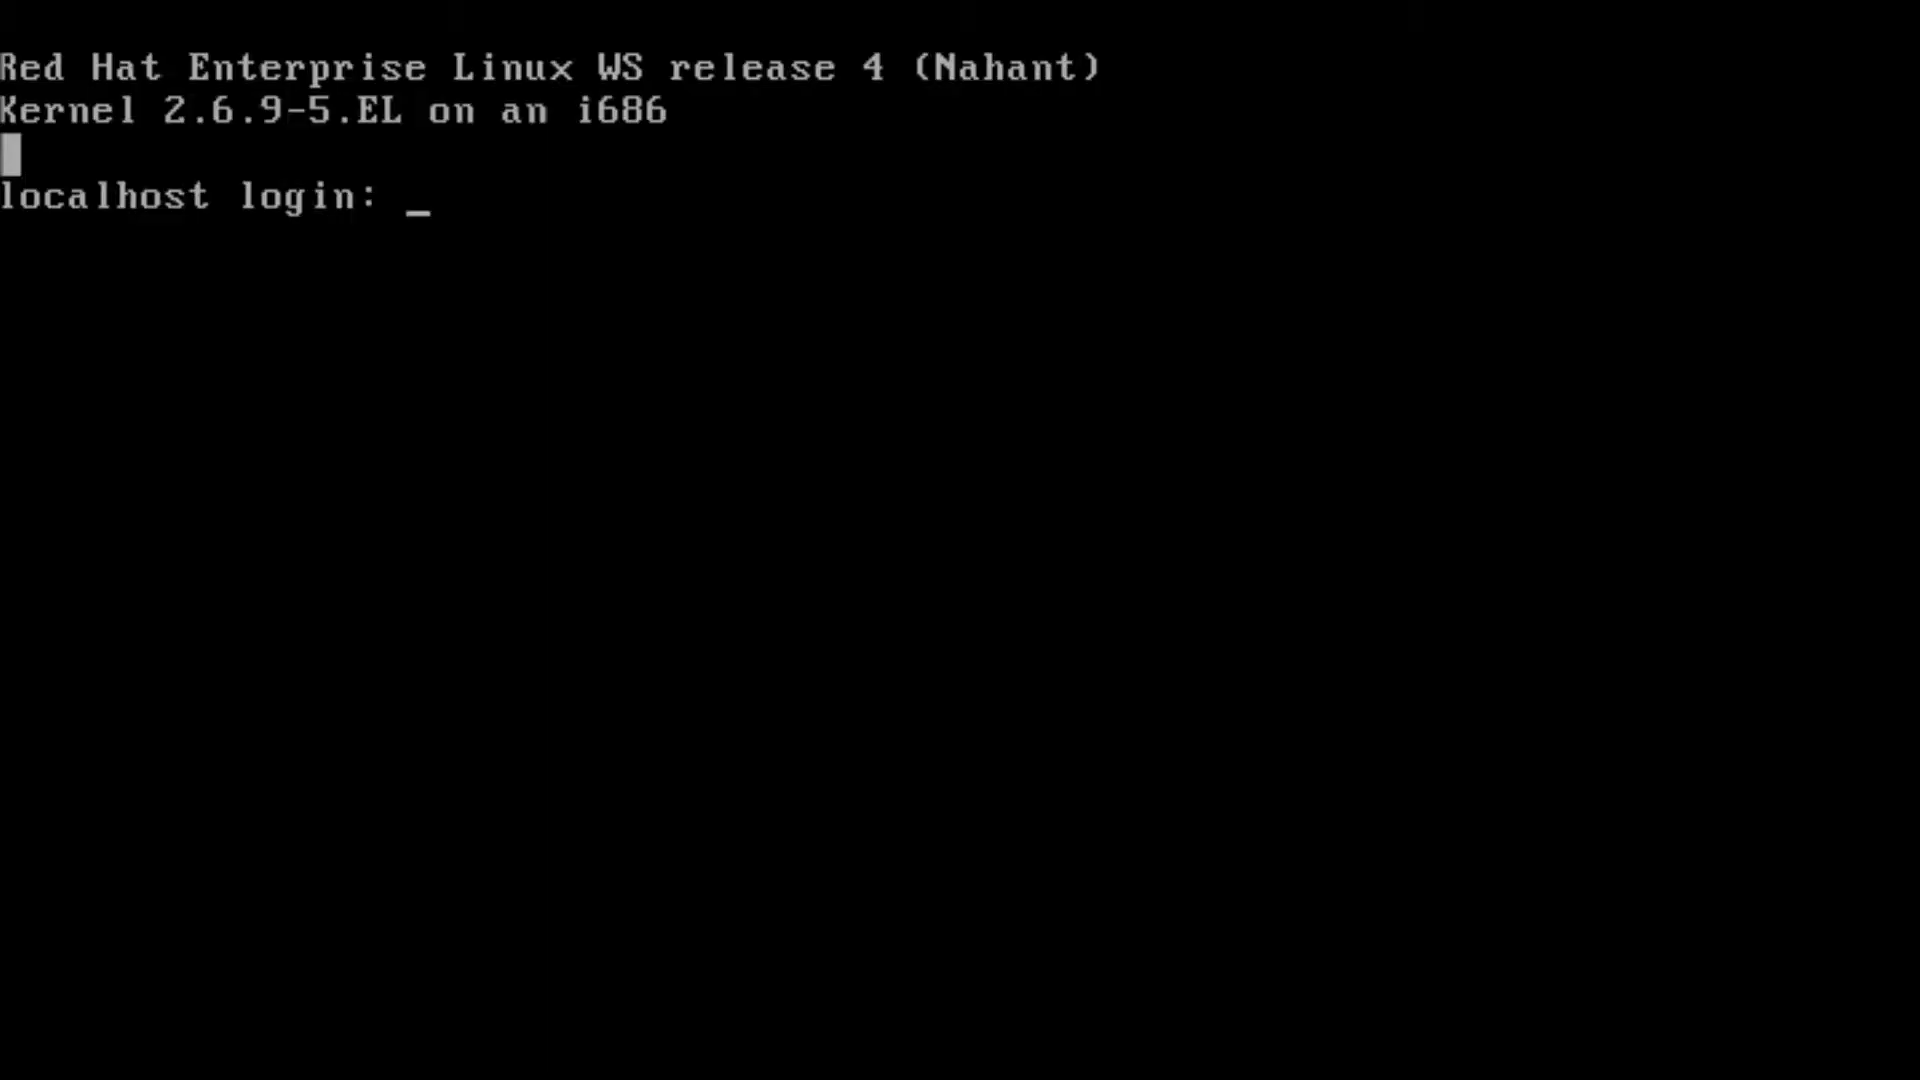 Red Hat Enterprise Linux WS release 4 (Nahant)
Kernel 2.6.9-5.EL on an i686
localhost login: _